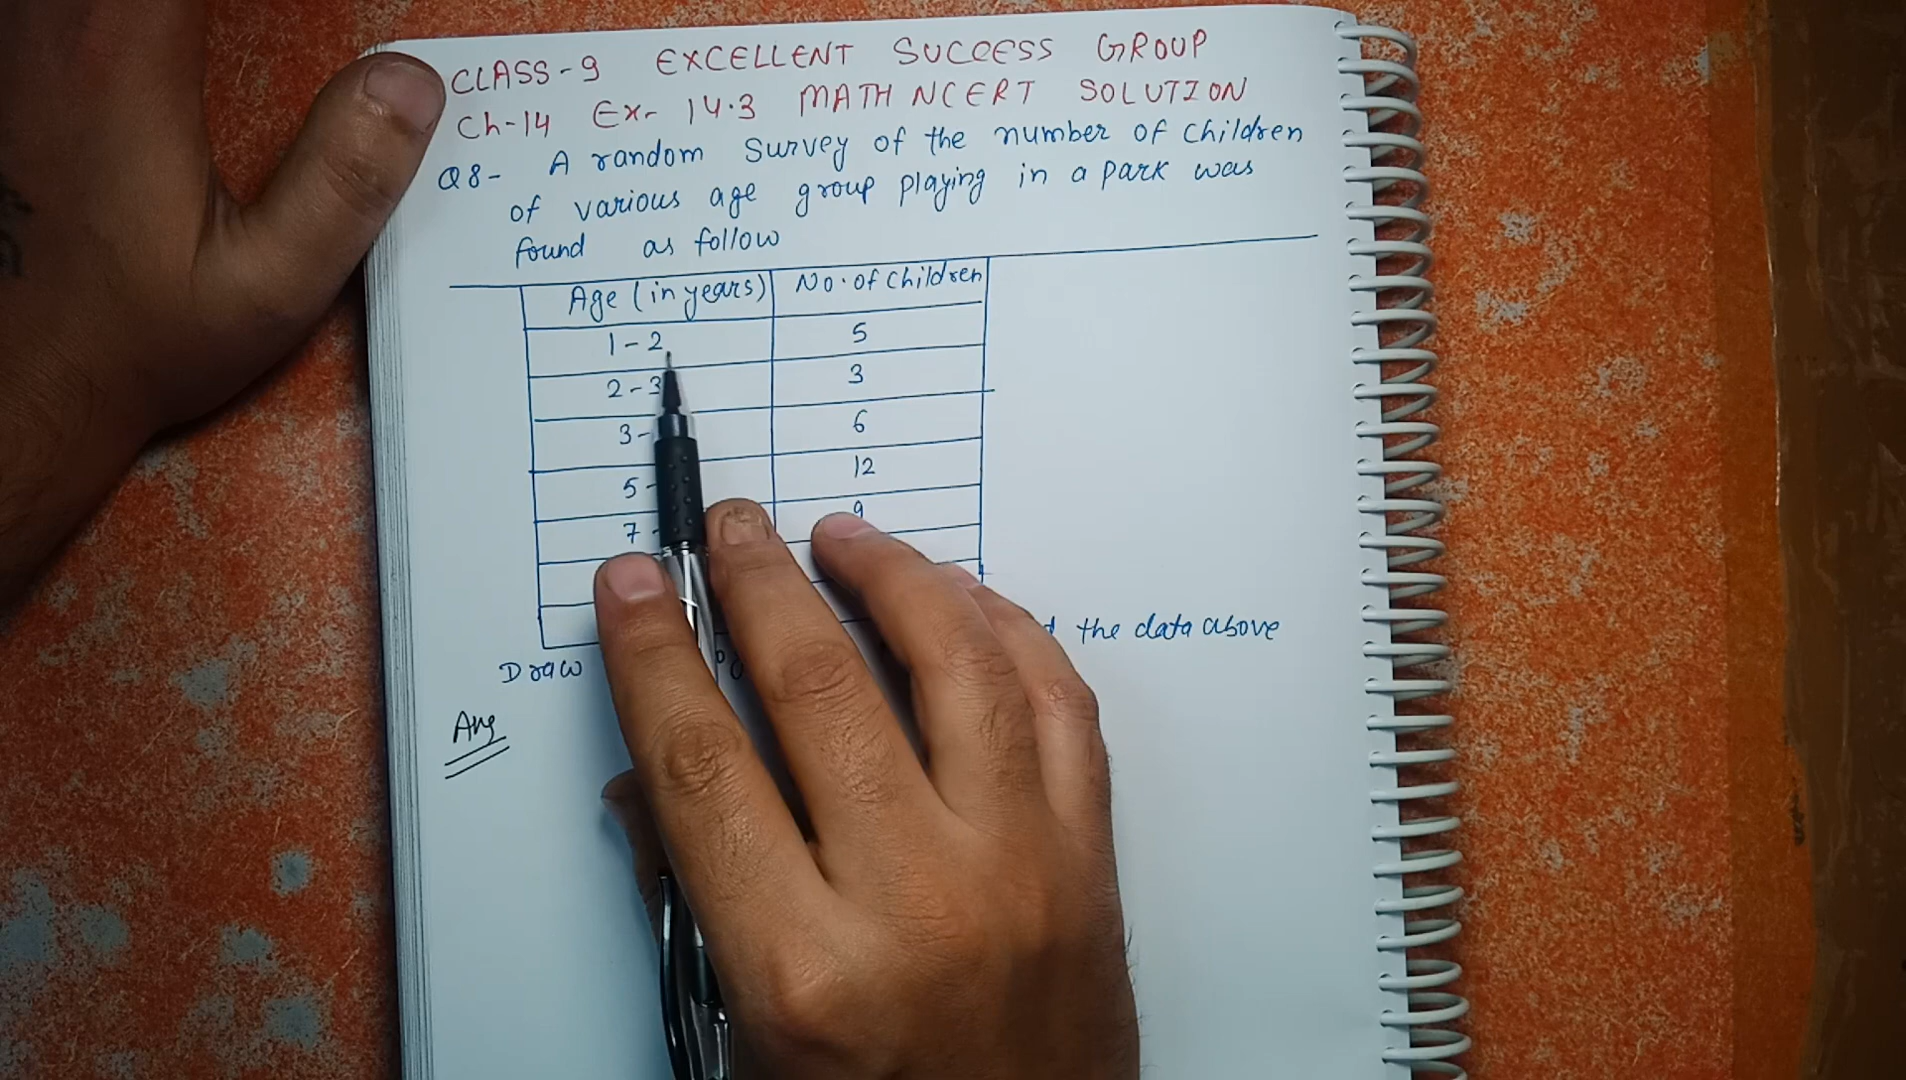 CLASS-9 EXCELLENT SUCCESS GROUP
Ch-14 Ex- 14.3 MATH NCERT SOLUTION
Q8- A random Survey of the number of children
of various age group playing in a park was
found as follow
Age (in years) No. of children
1-2 5
2-3 3
3- 6
5- 12
7- 9
Draw the data above
Ans